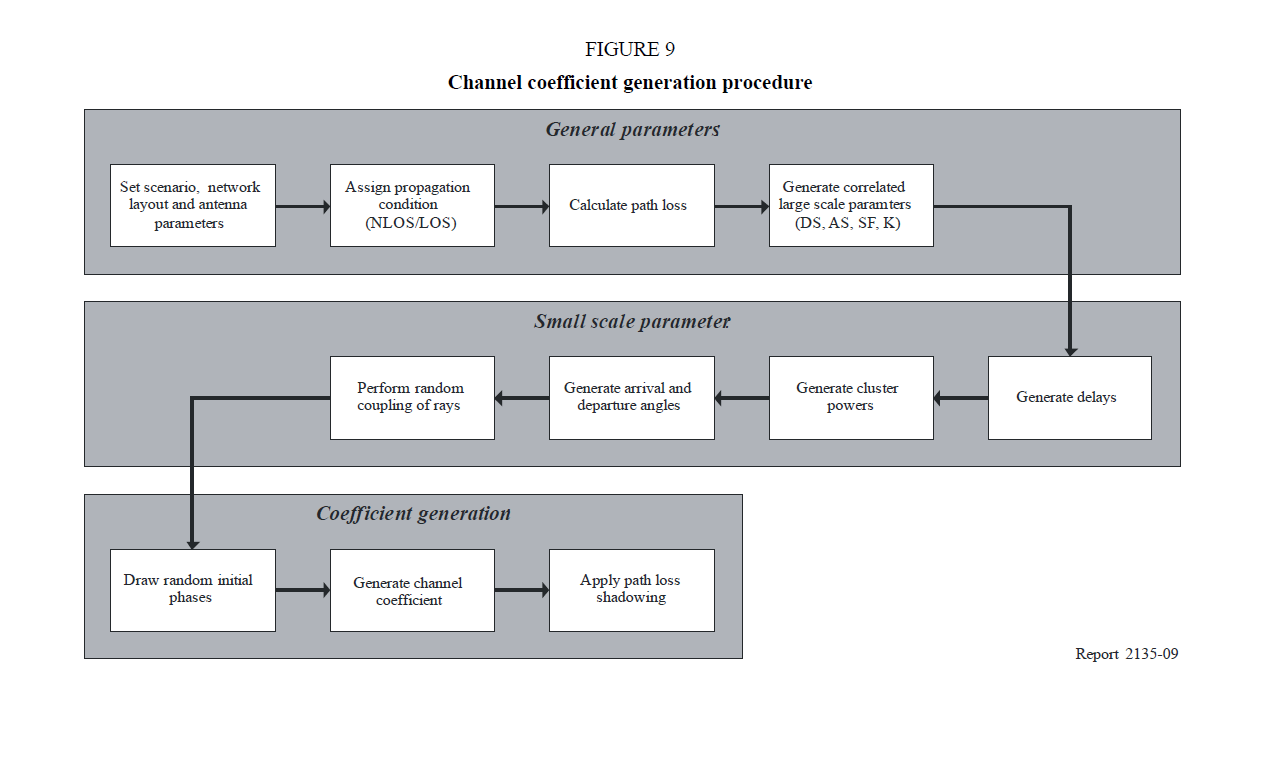 FIGURE 9
Channel coefficient generation procedure
General parameters
Set scenario, network
layout and antenna
parameters
Assign propagation
condition
(NLOS/LOS)
Calculate path loss
Generate correlated
large scale paramters
(DS, AS, SF, K)
Small scale parameter:
Generate delays
Generate cluster
powers
Generate arrival and
departure angles
Perform random
coupling of rays
Coefficient generation
Draw random initial
phases
Generate channel
coefficient
Apply path loss
shadowing
Report 2135-09